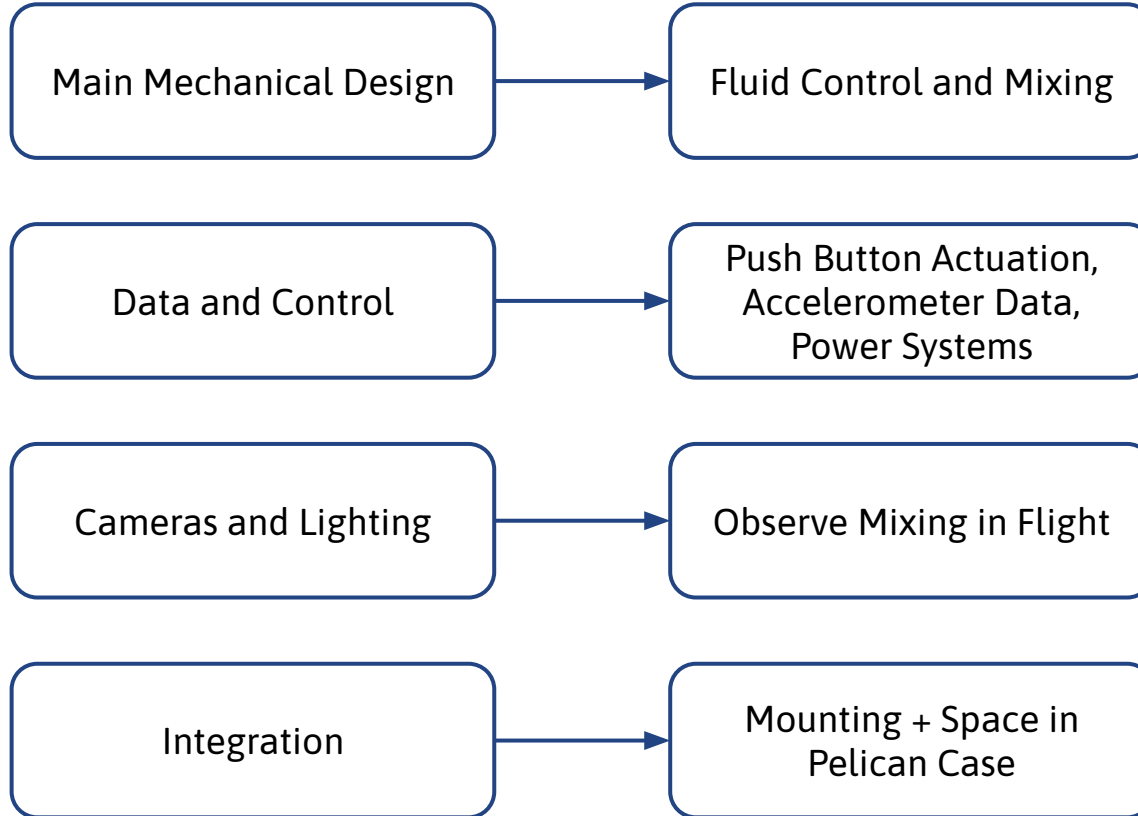 Main Mechanical Design
Fluid Control and Mixing
Data and Control
Push Button Actuation,
Accelerometer Data,
Power Systems
Cameras and Lighting
Observe Mixing in Flight
Integration
Mounting + Space in
Pelican Case